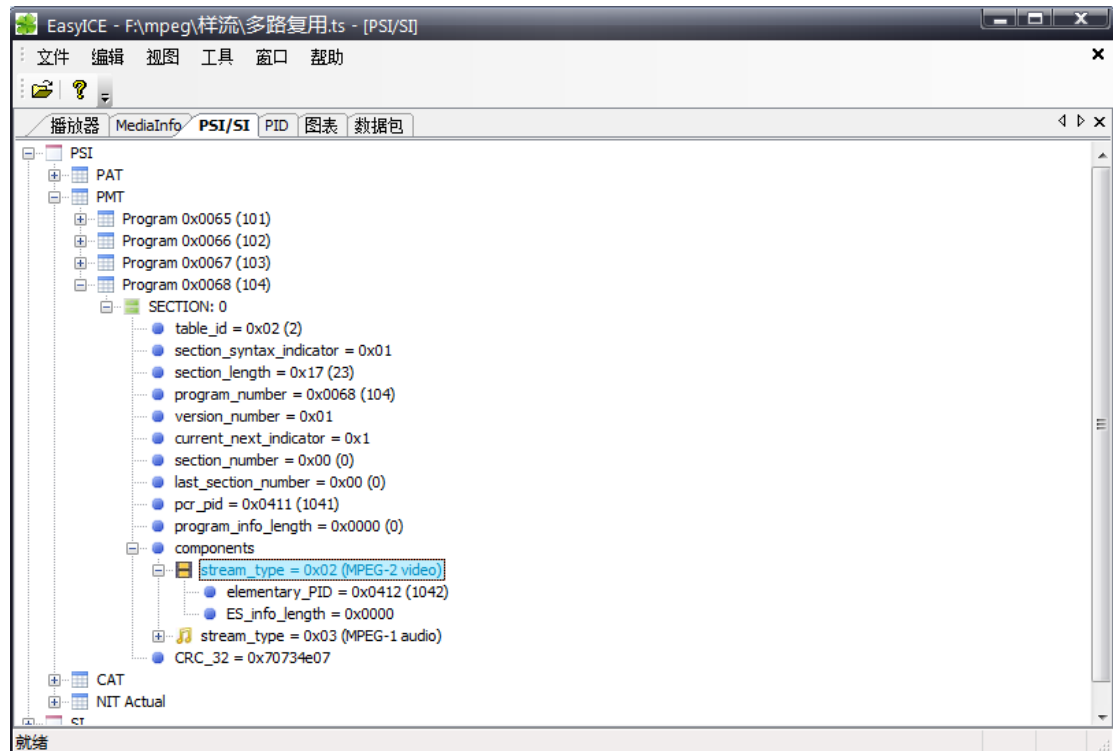 EasyICE - F:\mpeg\样流\多路复用.ts - [PSI/SI]
文件 编辑 视图 工具 窗口 帮助
播放器 MediaInfo PSI/SI PID 图表 数据包
PSI
PAT
PMT
Program 0x0065 (101)
Program 0x0066 (102)
Program 0x0067 (103)
Program 0x0068 (104)
SECTION: 0
table_id = 0x02 (2)
section_syntax_indicator = 0x01
section_length = 0x17 (23)
program_number = 0x0068 (104)
version_number = 0x01
current_next_indicator = 0x1
section_number = 0x00 (0)
last_section_number = 0x00 (0)
pcr_pid = 0x0411 (1041)
program_info_length = 0x0000 (0)
components
stream_type = 0x02 (MPEG-2 video)
elementary_PID = 0x0412 (1042)
ES_info_length = 0x0000
stream_type = 0x03 (MPEG-1 audio)
CRC_32 = 0x70734e07
CAT
NIT Actual
SI
就绪